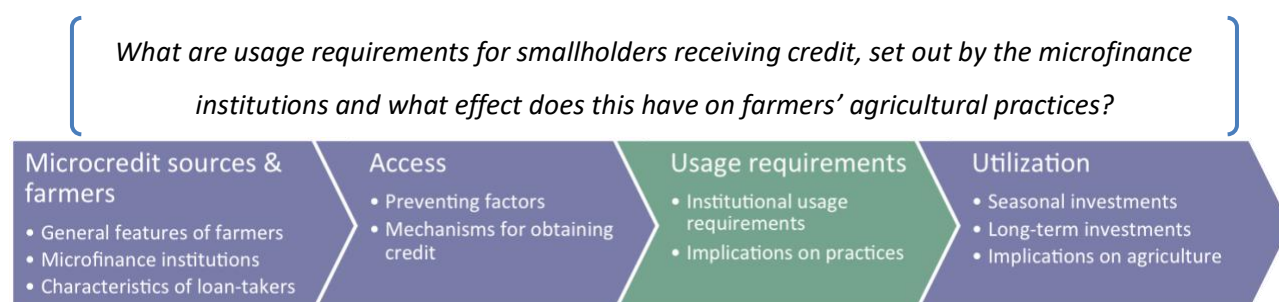 What are usage requirements for smallholders receiving credit, set out by the microfinance
institutions and what effect does this have on farmers’ agricultural practices?
Microcredit sources &
farmers
• General features of farmers
• Microfinance institutions
• Characteristics of loan-takers
Access
• Preventing factors
• Mechanisms for obtaining
credit
Usage requirements
• Institutional usage
requirements
• Implications on practices
Utilization
• Seasonal investments
• Long-term investments
• Implications on agriculture